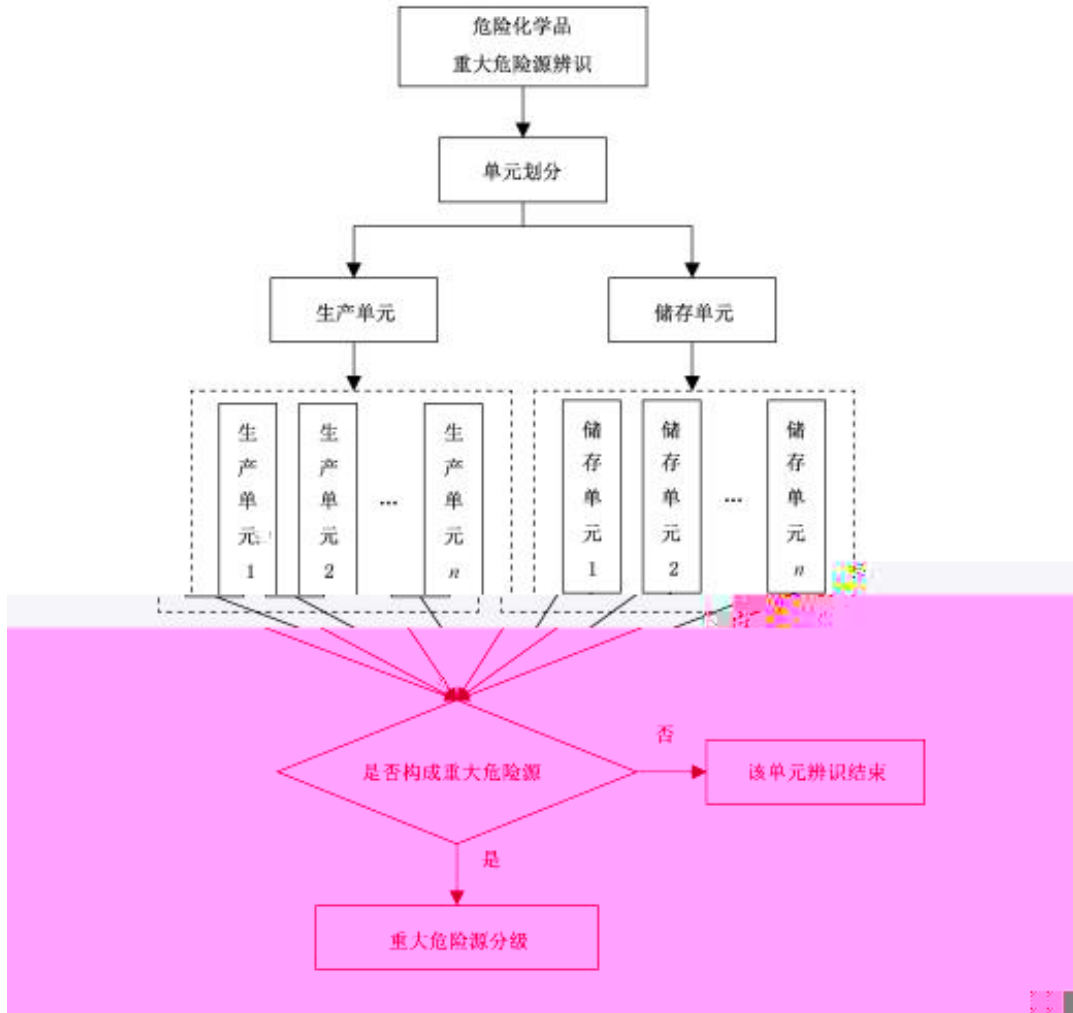 危险化学品
重大危险源辨识
单元划分
生产单元
储存单元
生产单元1
生产单元2
...
生产单元n
储存单元1
储存单元2
...
储存单元n
否
是否构成重大危险源
该单元辨识结束
是
重大危险源分级